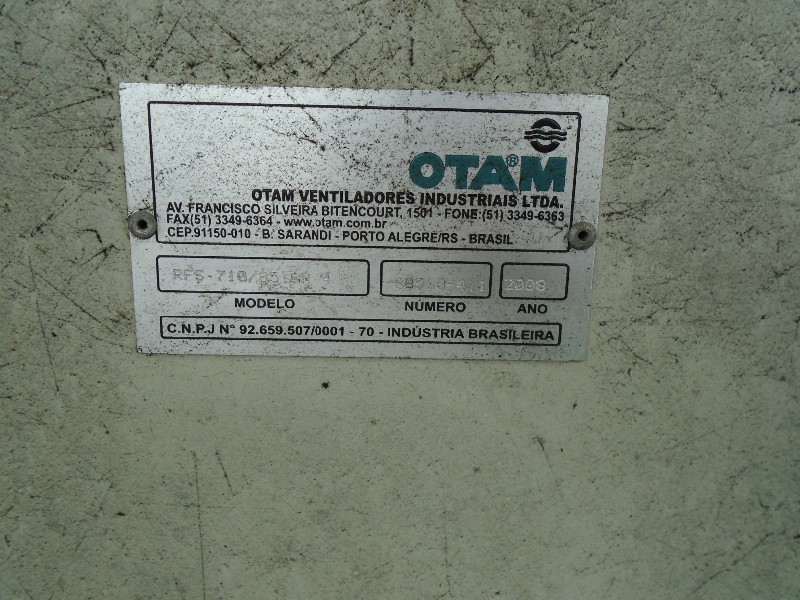 OTAM®
OTAM VENTILADORES INDUSTRIAIS LTDA.
AV. FRANCISCO SILVEIRA BITENCOURT, 1501 - FONE:(51) 3349-6363
FAX(51) 3349-6364 - www.otam.com.br
CEP.91150-010 - B. SARANDI - PORTO ALEGRE/RS - BRASIL
2008
MODELO NÚMERO ANO
C.N.P.J N° 92.659.507/0001 - 70 - INDÚSTRIA BRASILEIRA